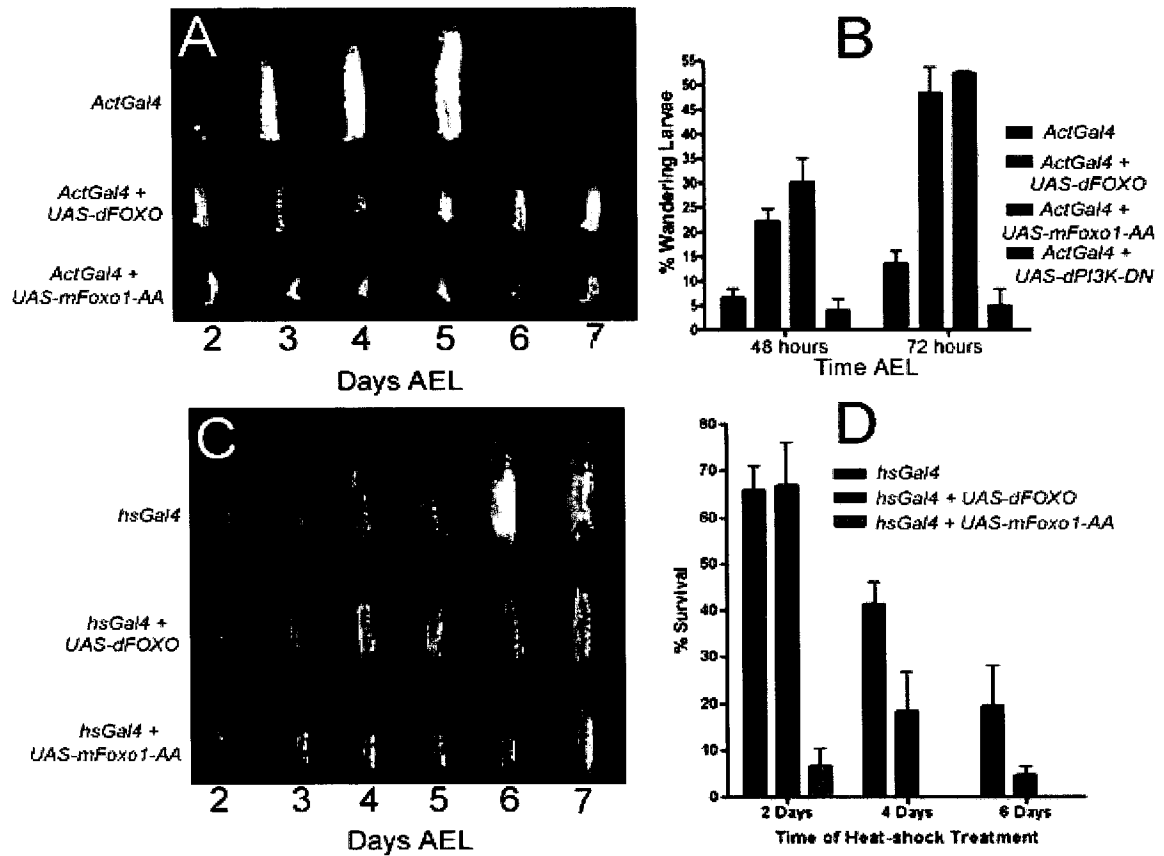 A
ActGal4
ActGal4 +
UAS-dFOXO
ActGal4 +
UAS-mFoxo1-AA
2 3 4 5 6 7
Days AEL
B
% Wandering Larvae
55
50
45
40
35
30
25
20
15
10
5
0
48 hours 72 hours
Time AEL
ActGal4
ActGal4 +
UAS-dFOXO
ActGal4 +
UAS-mFoxo1-AA
ActGal4 +
UAS-dPI3K-DN
C
hsGal4
hsGal4 +
UAS-dFOXO
hsGal4 +
UAS-mFoxo1-AA
2 3 4 5 6 7
Days AEL
D
% Survival
80
70
60
50
40
30
20
10
0
hsGal4
hsGal4 + UAS-dFOXO
hsGal4 + UAS-mFoxo1-AA
2 Days 4 Days 6 Days
Time of Heat-shock Treatment